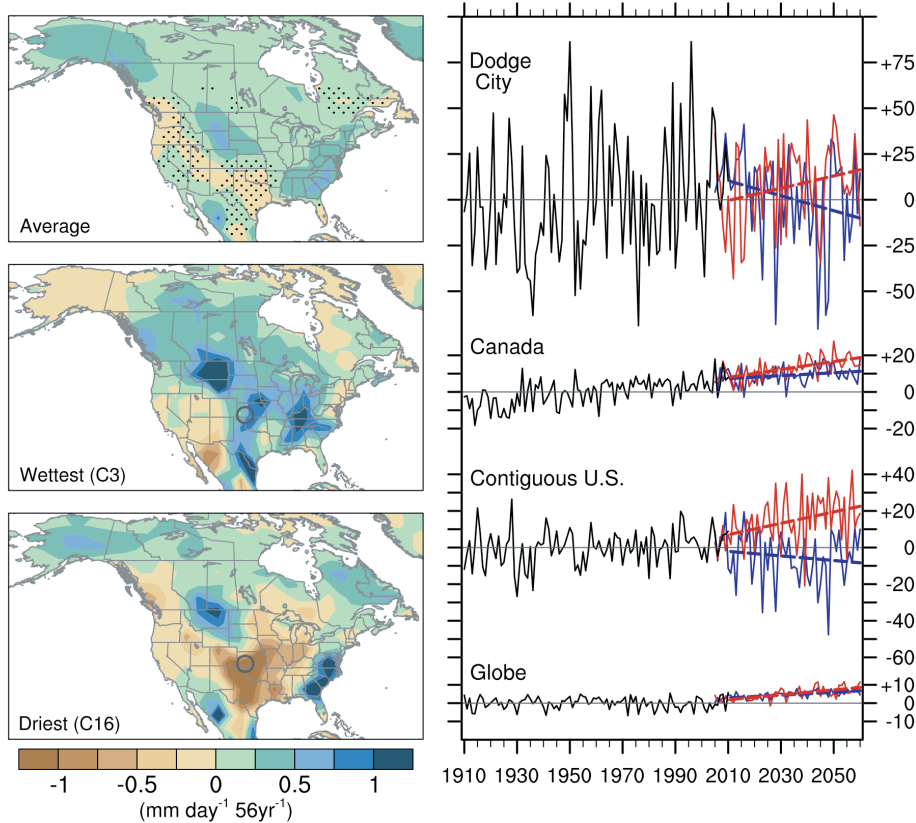 Average
Wettest (C3)
Driest (C16)
-1 -0.5 0 0.5 1
(mm day-1 56yr-1)
Dodge
City
+75
+50
+25
0
-25
-50
Canada
+20
0
-20
Contiguous U.S.
+40
+20
0
-20
-40
-60
Globe
+10
0
-10
1910 1930 1950 1970 1990 2010 2030 2050